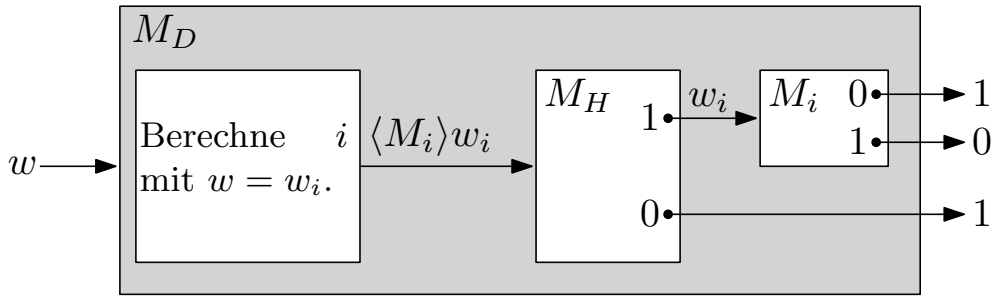 M_D
Berechne i
mit w = w_i.
w
⟨M_i⟩w_i
M_H
1
0
w_i
M_i
0
1
1
0
1